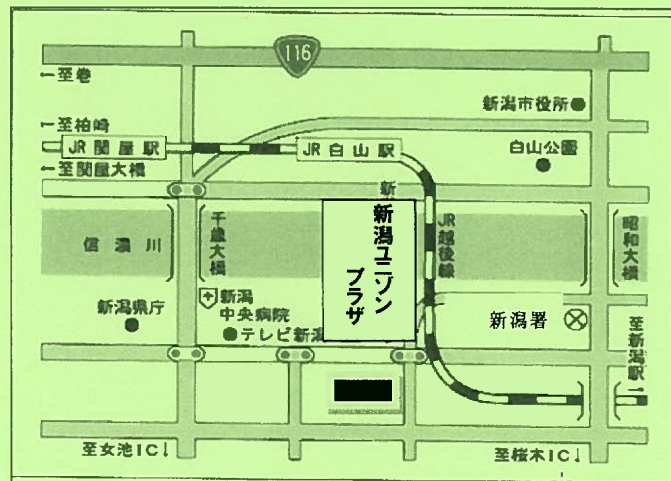 116
←至巻
新潟市役所
←至柏崎
JR関屋駅
JR白山駅
白山公園
←至関屋大橋
新
信濃川
千歳大橋
新潟ユニゾン
プラザ
JR越後線
昭和大橋
新潟県庁
新潟
中央病院
テレビ新潟
新潟署
至新潟駅→
至女池IC↓
至桜木IC↓